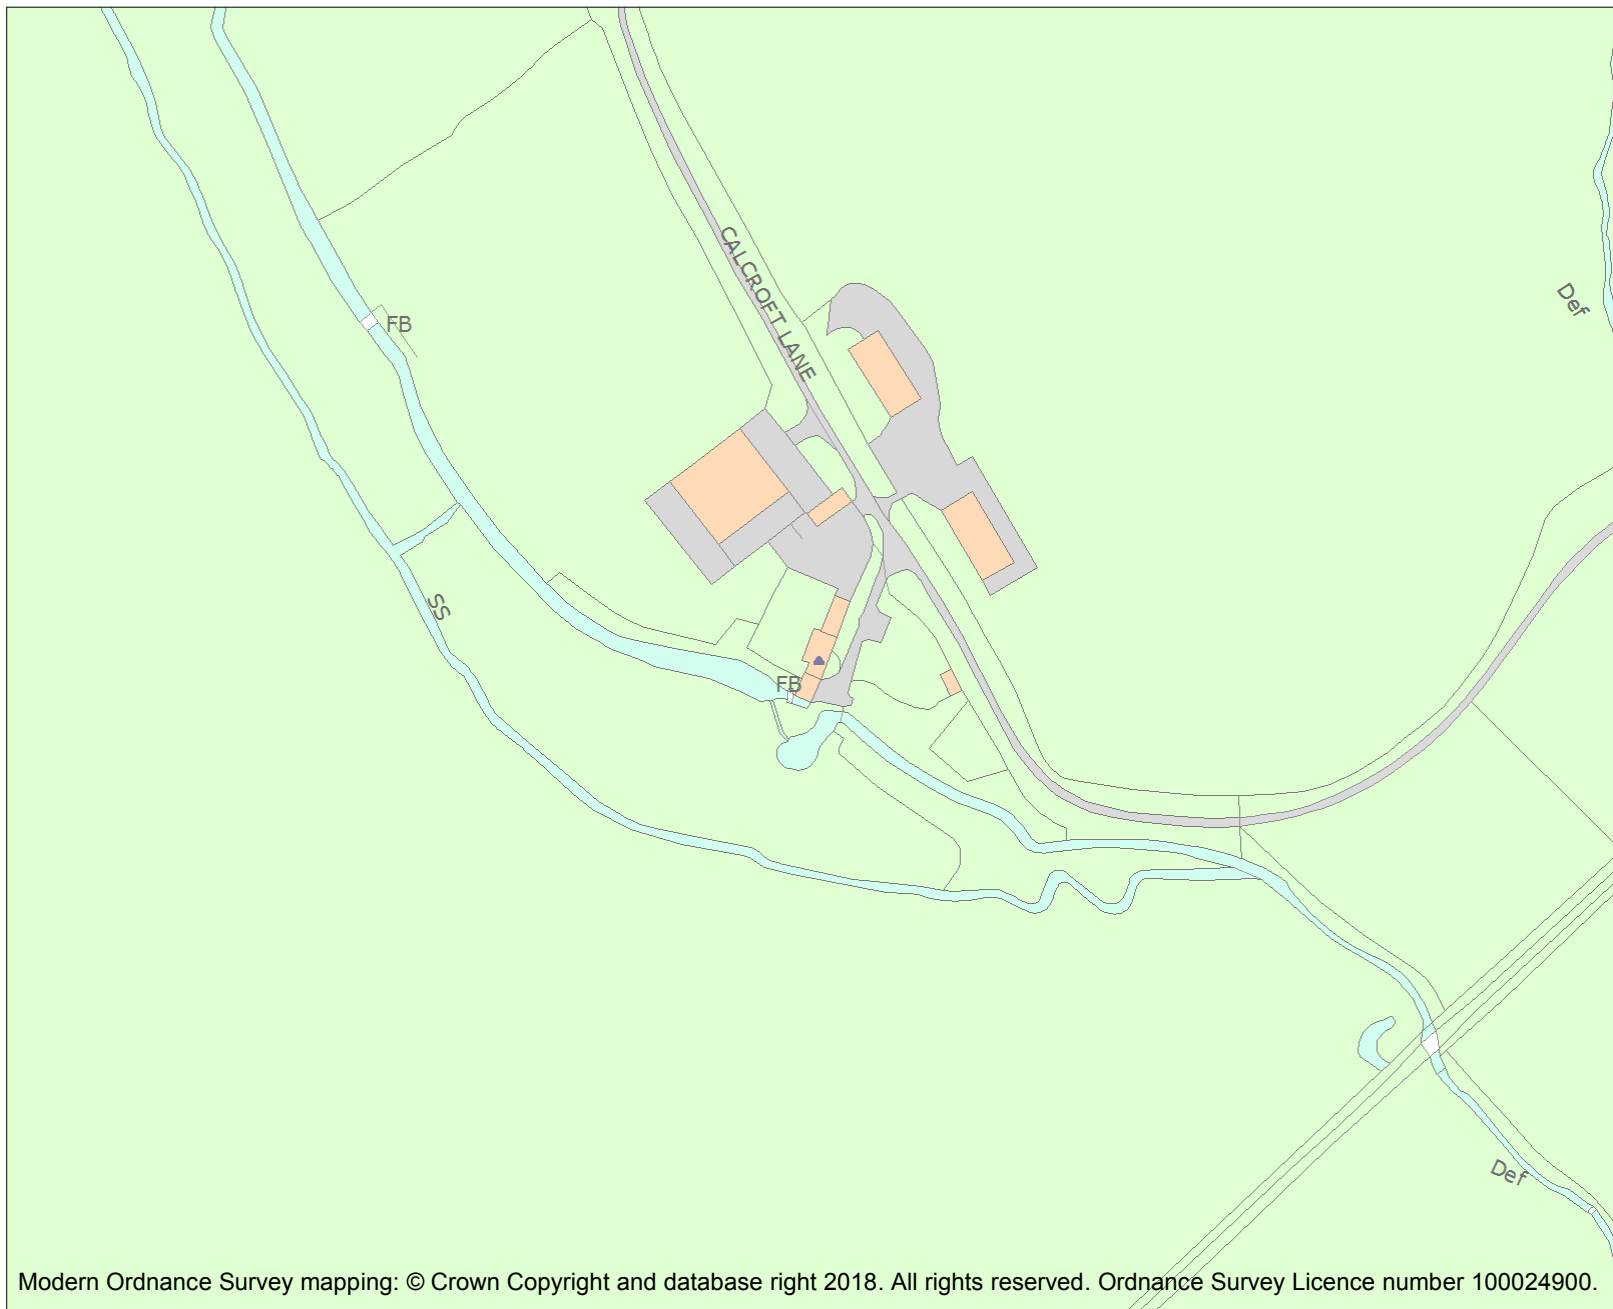 CALCROFT LANE
Def
FB
SS
FB
Def
Modern Ordnance Survey mapping: © Crown Copyright and database right 2018. All rights reserved. Ordnance Survey Licence number 100024900.